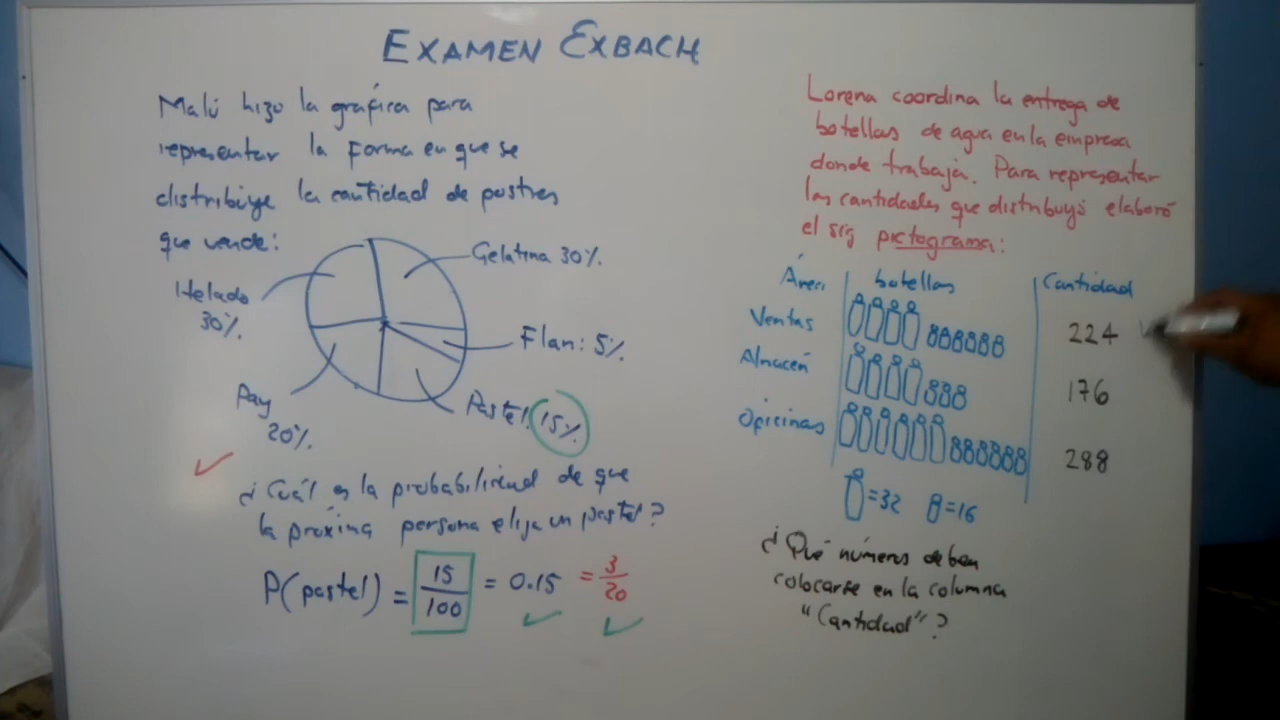 EXAMEN EXBACH
Malú hizo la gráfica para
representar la forma en que se
distribuye la cantidad de postres
que vende:
Gelatina 30%.
Helado
30%.
Flan: 5%.
Pay
20%.
Pastel: 15%
¿Cuál es la probabilidad de que
la próxima persona elija un pastel?
P(pastel) = 15/100 = 0.15 = 3/20
Lorena coordina la entrega de
botellas de agua en la empresa
donde trabaja. Para representar
las cantidades que distribuyó elaboró
el sig pictograma:
Área botellas Cantidad
Ventas 224
Almacén 176
Oficinas 288
=32 =16
¿Qué números deben
colocarse en la columna
"Cantidad"?